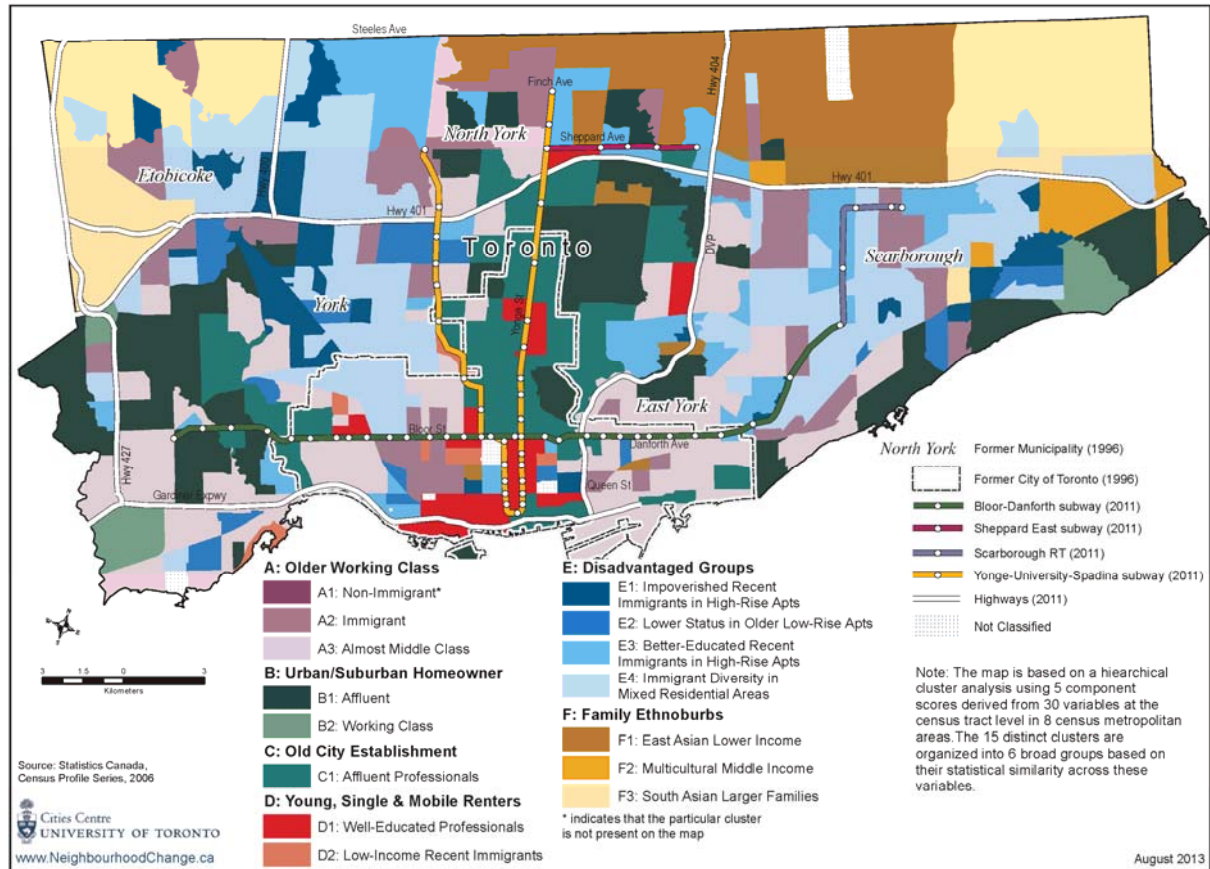 Steeles Ave
Finch Ave
Hwy 404
North York
Sheppard Ave
Etobicoke
Hwy 401
Hwy 401
Toronto
DVP
Scarborough
York
Yonge St
East York
Bloor St
Danforth Ave
Hwy 427
Gardiner Expwy
Queen St
3 1.5 0 3
Kilometers
Source: Statistics Canada,
Census Profile Series, 2006
Cities Centre
UNIVERSITY OF TORONTO
www.NeighbourhoodChange.ca
A: Older Working Class
A1: Non-Immigrant*
A2: Immigrant
A3: Almost Middle Class
B: Urban/Suburban Homeowner
B1: Affluent
B2: Working Class
C: Old City Establishment
C1: Affluent Professionals
D: Young, Single & Mobile Renters
D1: Well-Educated Professionals
D2: Low-Income Recent Immigrants
E: Disadvantaged Groups
E1: Impoverished Recent
Immigrants in High-Rise Apts
E2: Lower Status in Older Low-Rise Apts
E3: Better-Educated Recent
Immigrants in High-Rise Apts
E4: Immigrant Diversity in
Mixed Residential Areas
F: Family Ethnoburbs
F1: East Asian Lower Income
F2: Multicultural Middle Income
F3: South Asian Larger Families
* indicates that the particular cluster
is not present on the map
North York Former Municipality (1996)
Former City of Toronto (1996)
Bloor-Danforth subway (2011)
Sheppard East subway (2011)
Scarborough RT (2011)
Yonge-University-Spadina subway (2011)
Highways (2011)
Not Classified
Note: The map is based on a hiearchical
cluster analysis using 5 component
scores derived from 30 variables at the
census tract level in 8 census metropolitan
areas.The 15 distinct clusters are
organized into 6 broad groups based on
their statistical similarity across these
variables.
August 2013